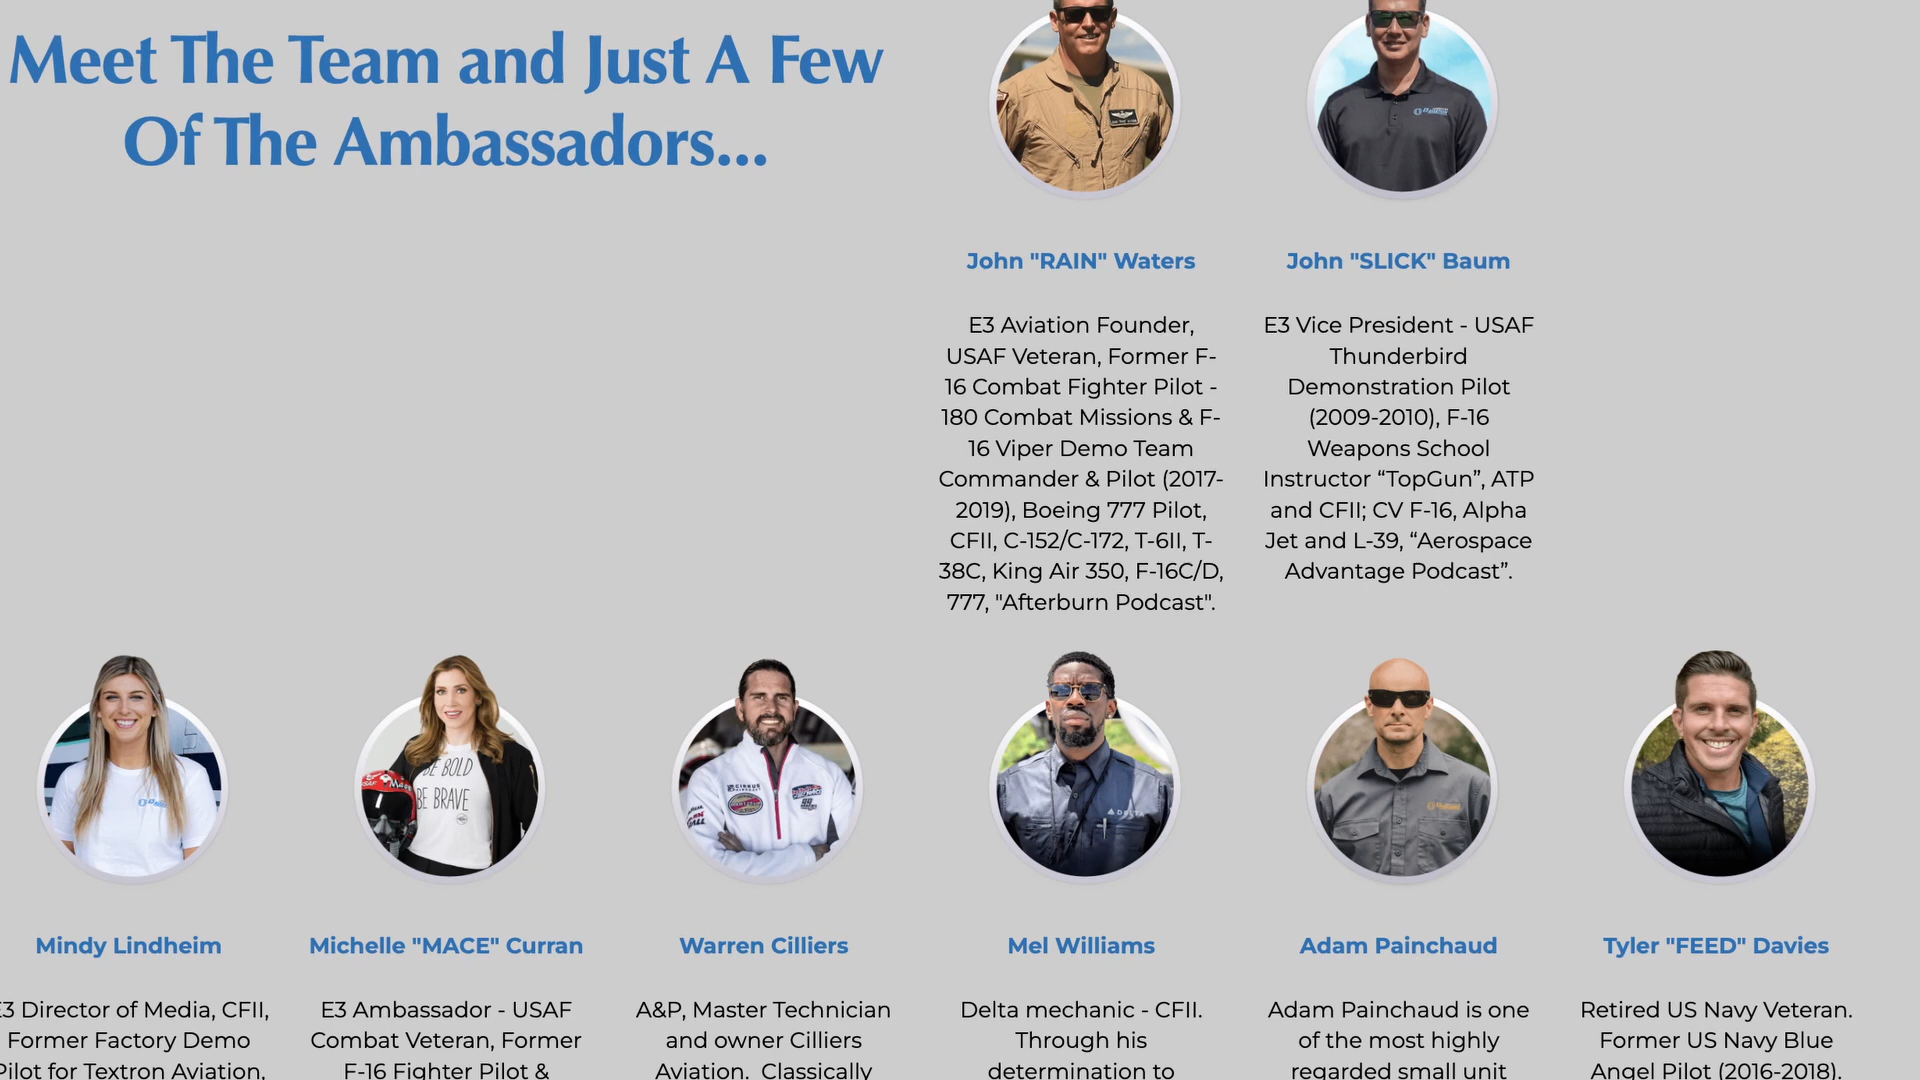 Meet The Team and Just A Few
Of The Ambassadors...
John "RAIN" Waters
E3 Aviation Founder,
USAF Veteran, Former F-
16 Combat Fighter Pilot -
180 Combat Missions & F-
16 Viper Demo Team
Commander & Pilot (2017-
2019), Boeing 777 Pilot,
CFII, C-152/C-172, T-6II, T-
38C, King Air 350, F-16C/D,
777, "Afterburn Podcast".
John "SLICK" Baum
E3 Vice President - USAF
Thunderbird
Demonstration Pilot
(2009-2010), F-16
Weapons School
Instructor “TopGun”, ATP
and CFII; CV F-16, Alpha
Jet and L-39, “Aerospace
Advantage Podcast”.
BE BOLD
BE BRAVE
CIRRUS
DELTA
Mindy Lindheim
E3 Director of Media, CFII,
Former Factory Demo
Pilot for Textron Aviation,
Michelle "MACE" Curran
E3 Ambassador - USAF
Combat Veteran, Former
F-16 Fighter Pilot &
Warren Cilliers
A&P, Master Technician
and owner Cilliers
Aviation. Classically
Mel Williams
Delta mechanic - CFII.
Through his
determination to
Adam Painchaud
Adam Painchaud is one
of the most highly
regarded small unit
Tyler "FEED" Davies
Retired US Navy Veteran.
Former US Navy Blue
Angel Pilot (2016-2018).